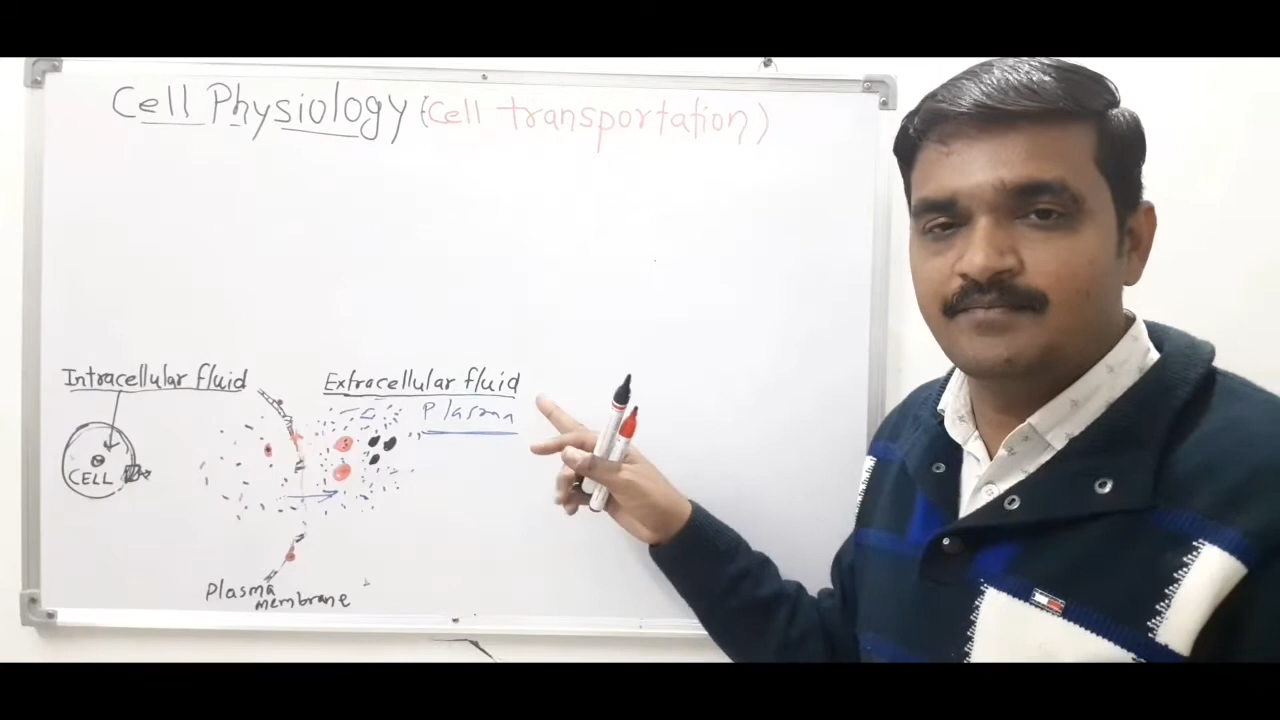 Cell Physiology (Cell transportation)
Intracellular fluid
Extracellular fluid
Plasma
CELL
Plasma
membrane